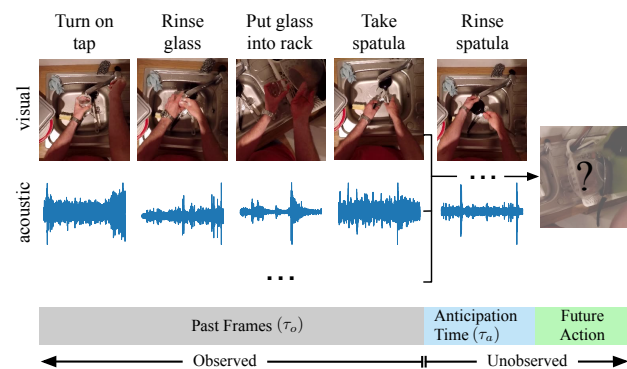 Turn on
tap
Rinse
glass
Put glass
into rack
Take
spatula
Rinse
spatula
visual
acoustic
...
...
?
Past Frames (τₒ)
Anticipation
Time (τₐ)
Future
Action
Observed
Unobserved